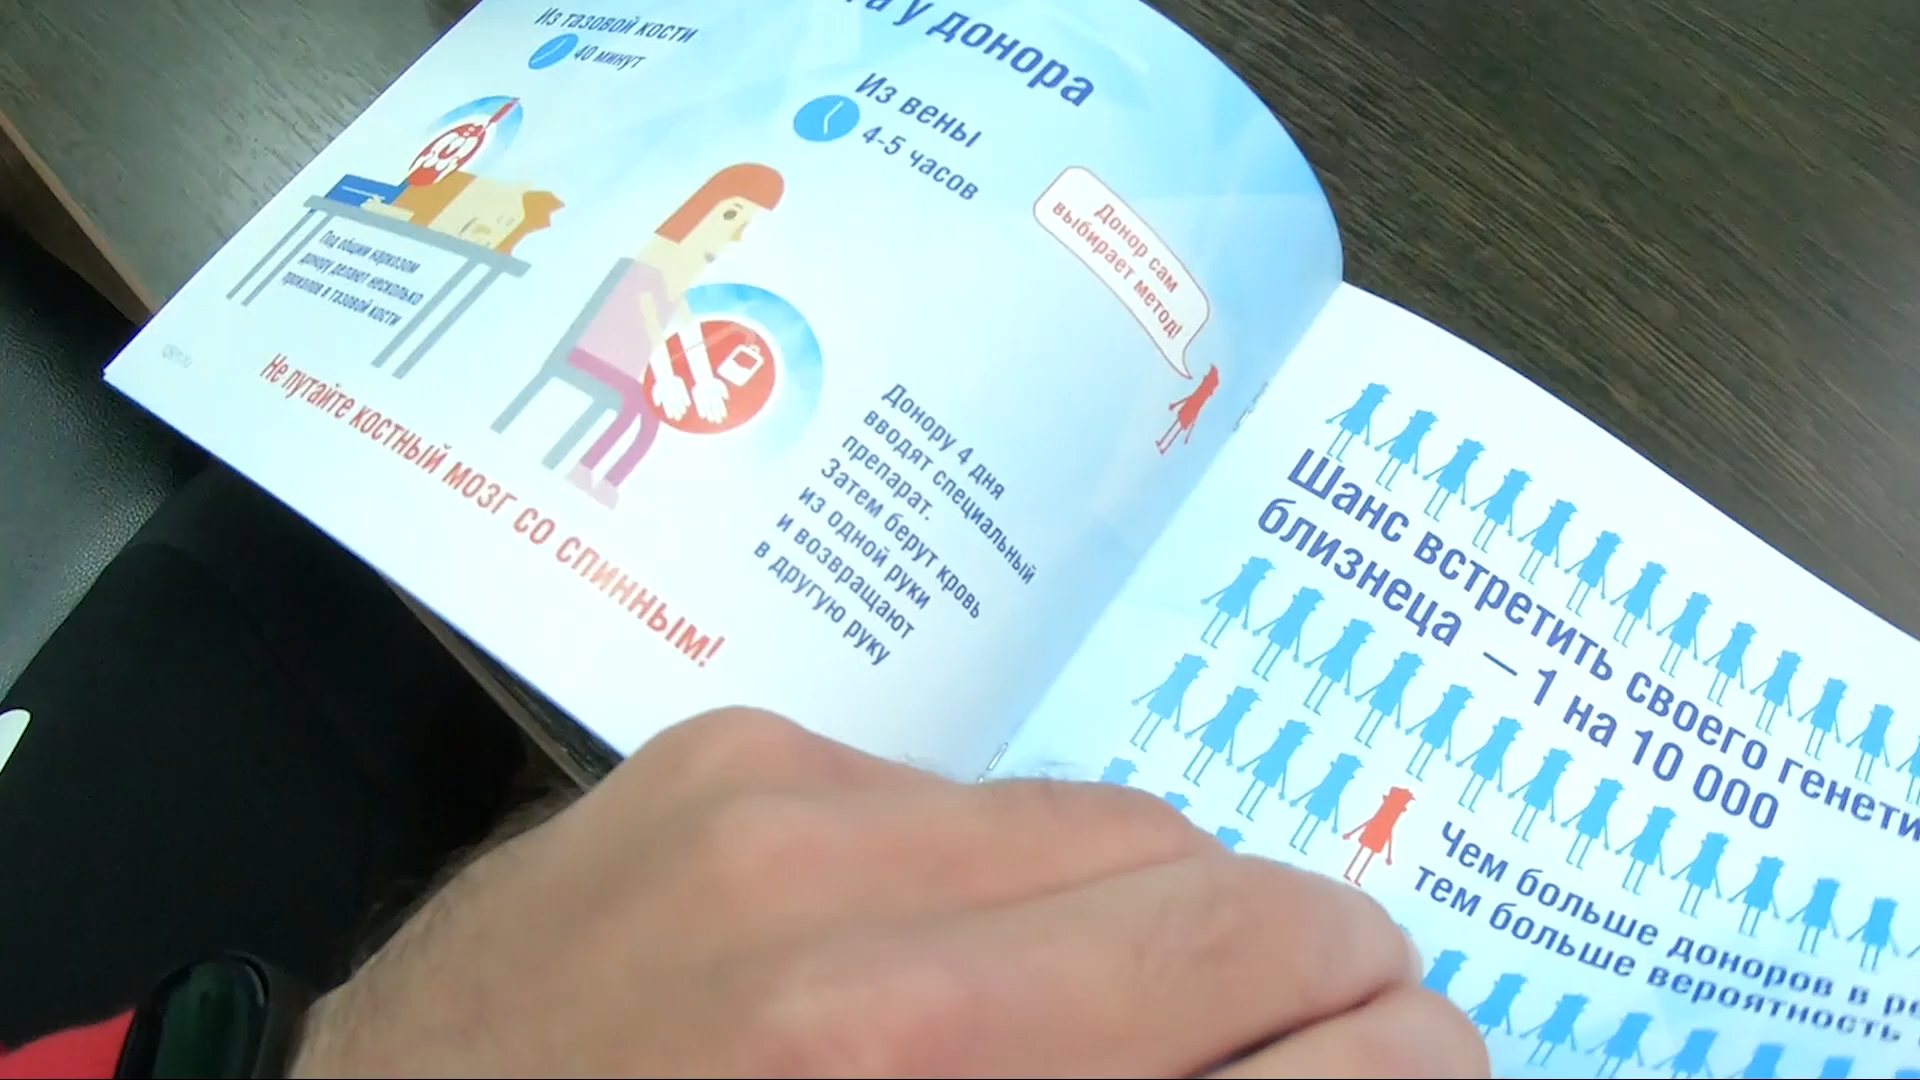 у донора
Из тазовой кости
40 минут
Из вены
4-5 часов
Донор сам
выбирает метод!
Под общим наркозом
донору делают несколько
проколов в тазовой кости
Донору 4 дня
вводят специальный
препарат.
Затем берут кровь
из одной руки
и возвращают
в другую руку
Не путайте костный мозг со спинным!
Шанс встретить своего генети
близнеца – 1 на 10 000
Чем больше доноров в ре
тем больше вероятность